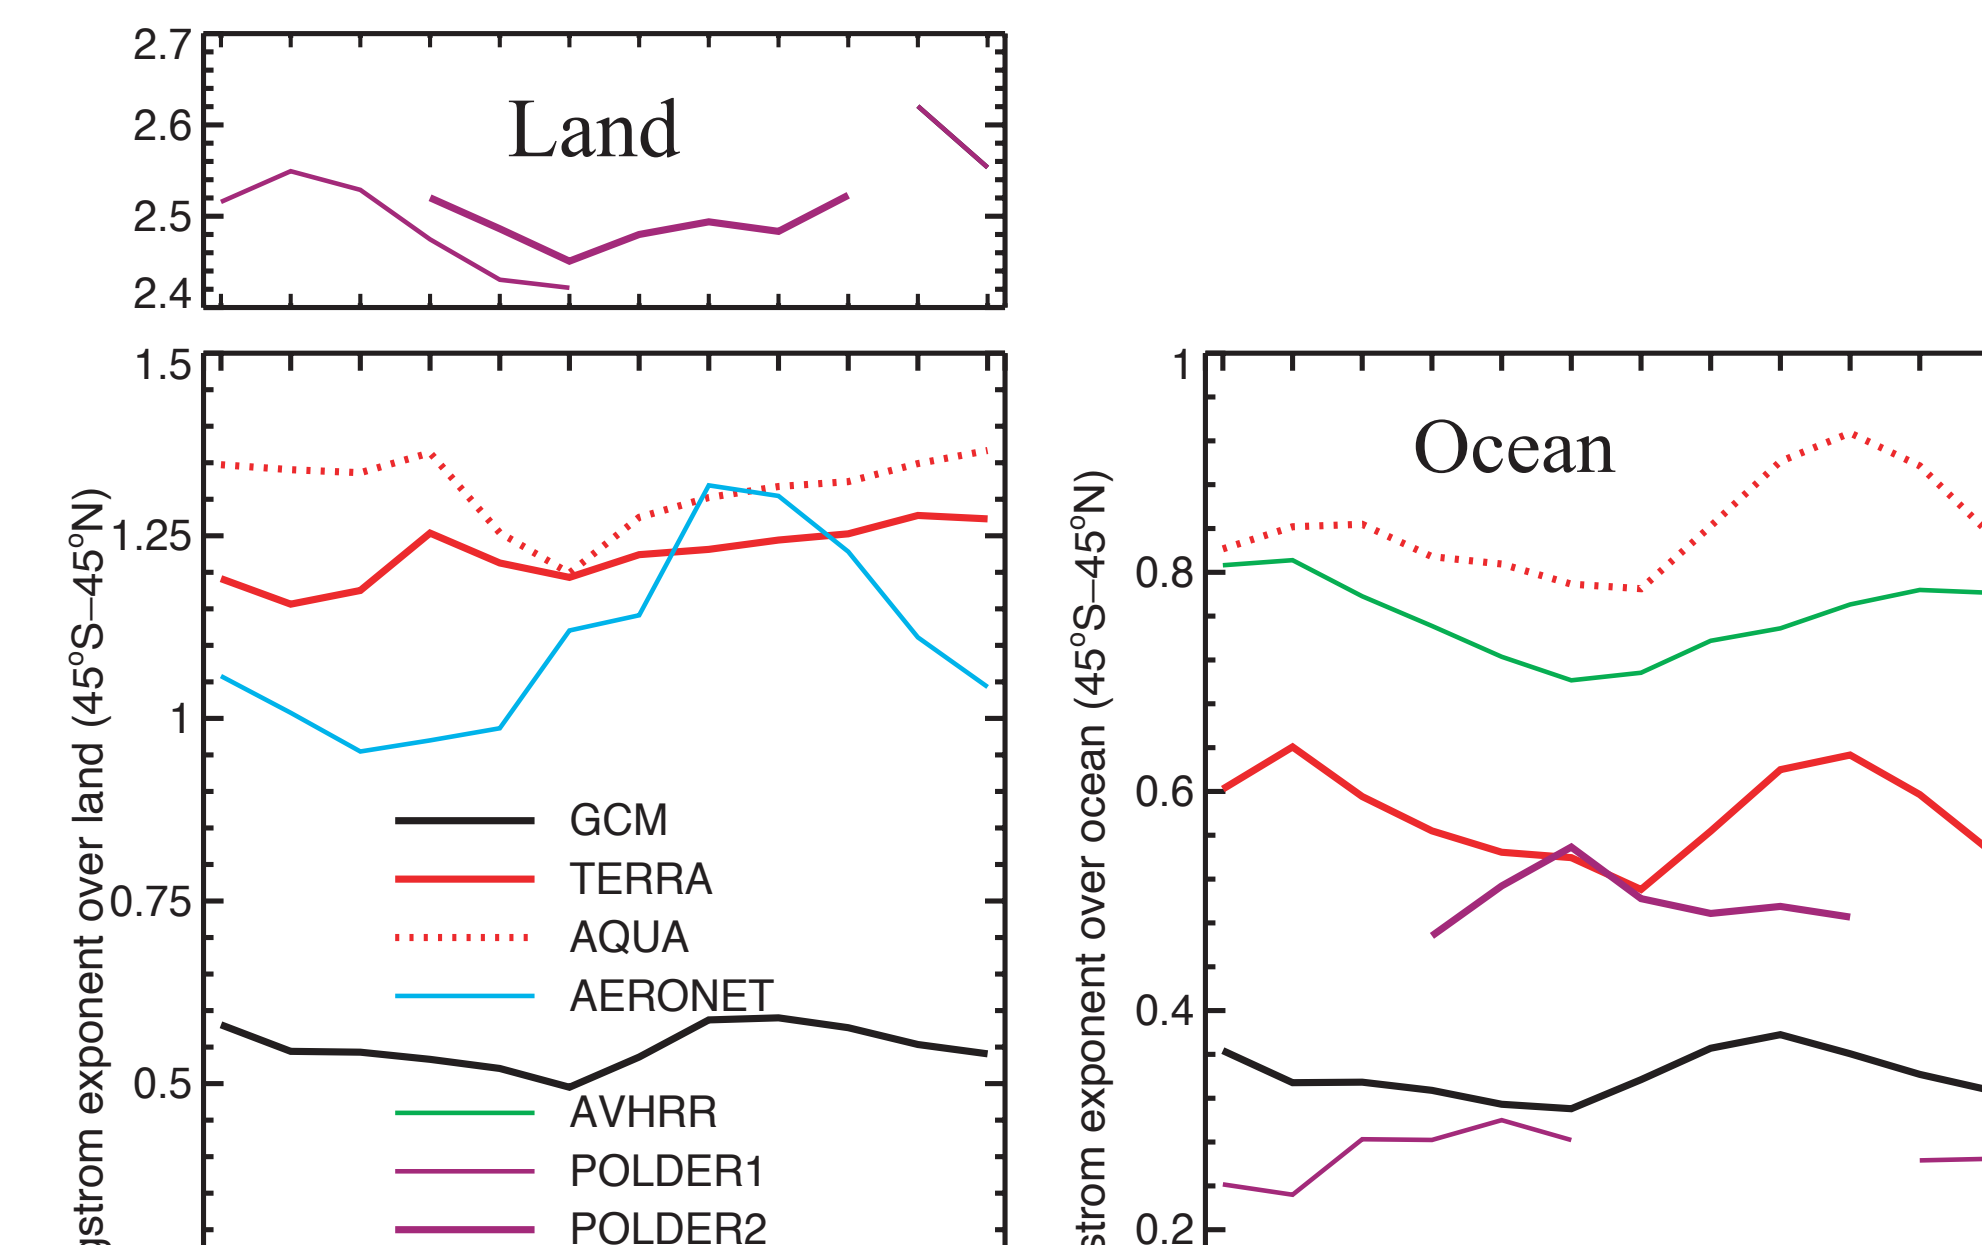 2.7
2.6
2.5
2.4
Land
1.5
1.25
1
0.75
0.5
gstrom exponent over land (45°S–45°N)
GCM
TERRA
AQUA
AERONET
AVHRR
POLDER1
POLDER2
1
0.8
0.6
0.4
0.2
strom exponent over ocean (45°S–45°N)
Ocean